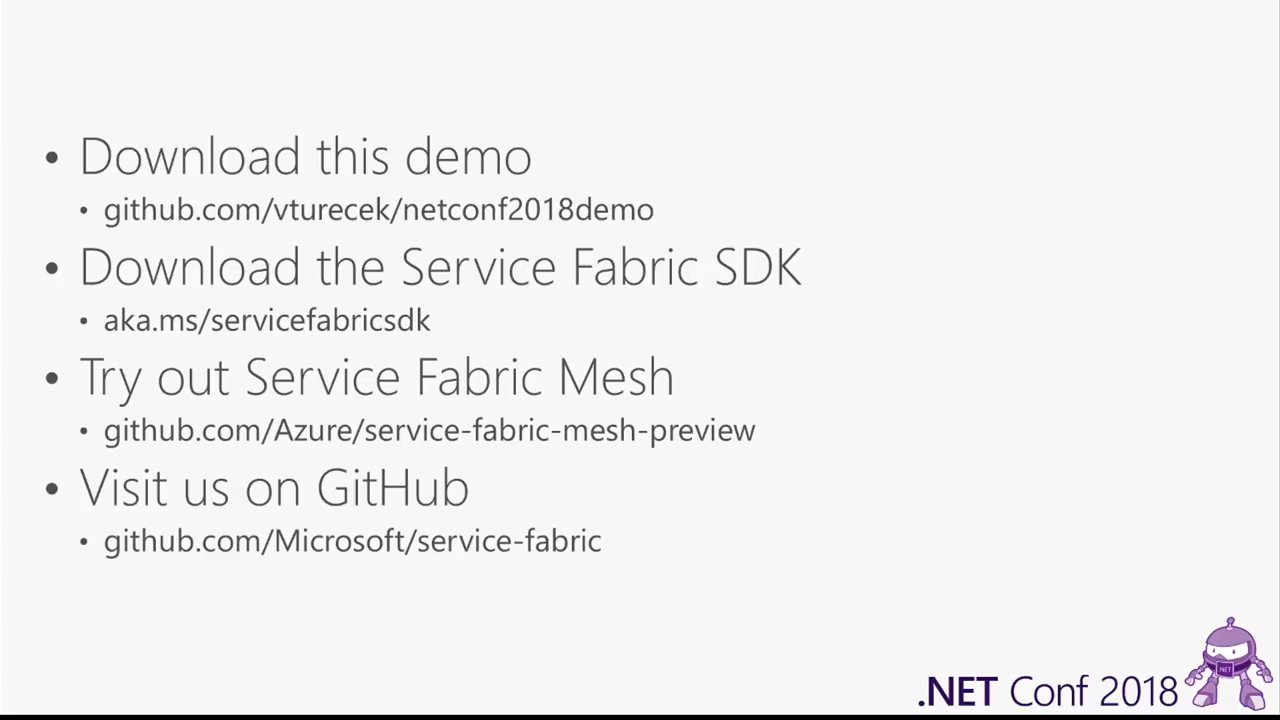 • Download this demo
• github.com/vturecek/netconf2018demo
• Download the Service Fabric SDK
• aka.ms/servicefabricsdk
• Try out Service Fabric Mesh
• github.com/Azure/service-fabric-mesh-preview
• Visit us on GitHub
• github.com/Microsoft/service-fabric
.NET Conf 2018
.NET